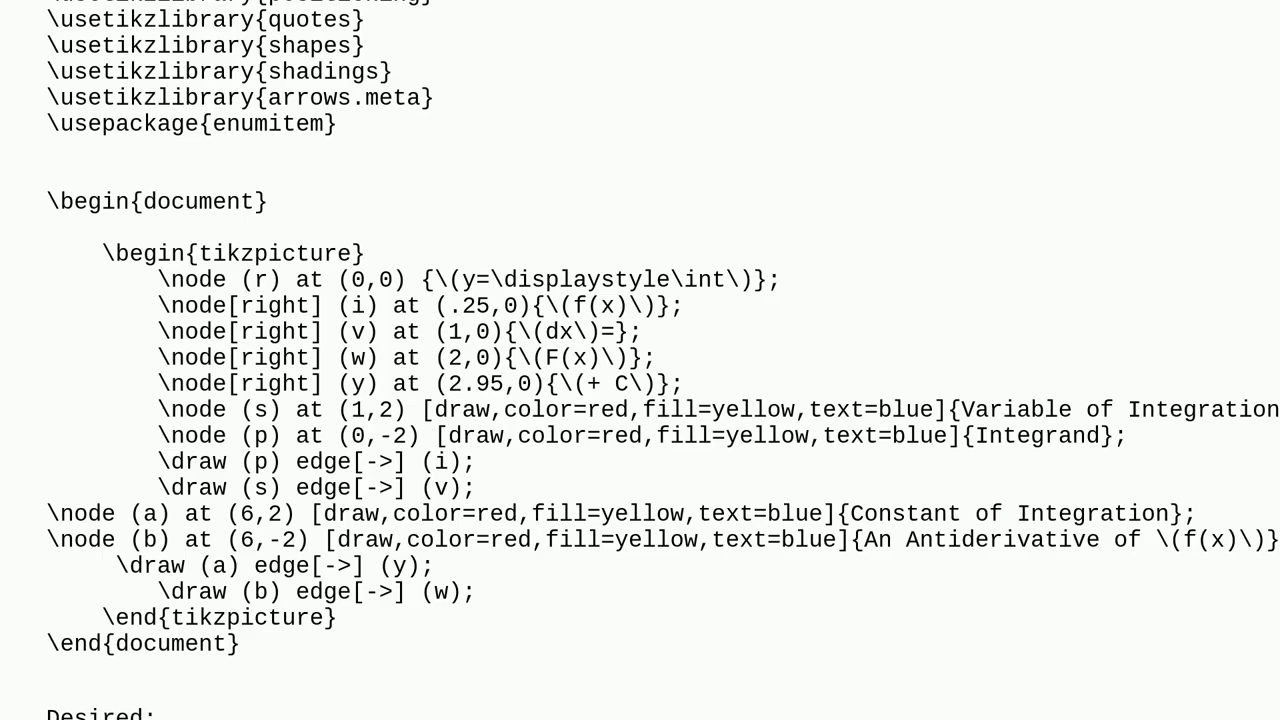 \usetikzlibrary{positioning}
\usetikzlibrary{quotes}
\usetikzlibrary{shapes}
\usetikzlibrary{shadings}
\usetikzlibrary{arrows.meta}
\usepackage{enumitem}
\begin{document}
\begin{tikzpicture}
\node (r) at (0,0) {\(y=\displaystyle\int\)};
\node[right] (i) at (.25,0){\(f(x)\)};
\node[right] (v) at (1,0){\(dx\)=};
\node[right] (w) at (2,0){\(F(x)\)};
\node[right] (y) at (2.95,0){\(+ C\)};
\node (s) at (1,2) [draw,color=red,fill=yellow,text=blue]{Variable of Integration
\node (p) at (0,-2) [draw,color=red,fill=yellow,text=blue]{Integrand};
\draw (p) edge[->] (i);
\draw (s) edge[->] (v);
\node (a) at (6,2) [draw,color=red,fill=yellow,text=blue]{Constant of Integration};
\node (b) at (6,-2) [draw,color=red,fill=yellow,text=blue]{An Antiderivative of \(f(x)\)}
\draw (a) edge[->] (y);
\draw (b) edge[->] (w);
\end{tikzpicture}
\end{document}
Desired: